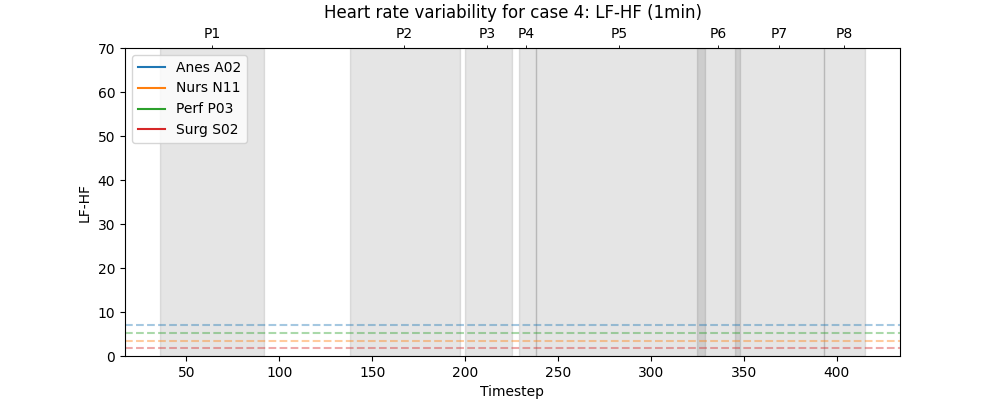 Heart rate variability for case 4: LF-HF (1min)
P1 P2 P3 P4 P5 P6 P7 P8
70
60
50
40
30
20
10
0
LF-HF
Anes A02
Nurs N11
Perf P03
Surg S02
50 100 150 200 250 300 350 400
Timestep